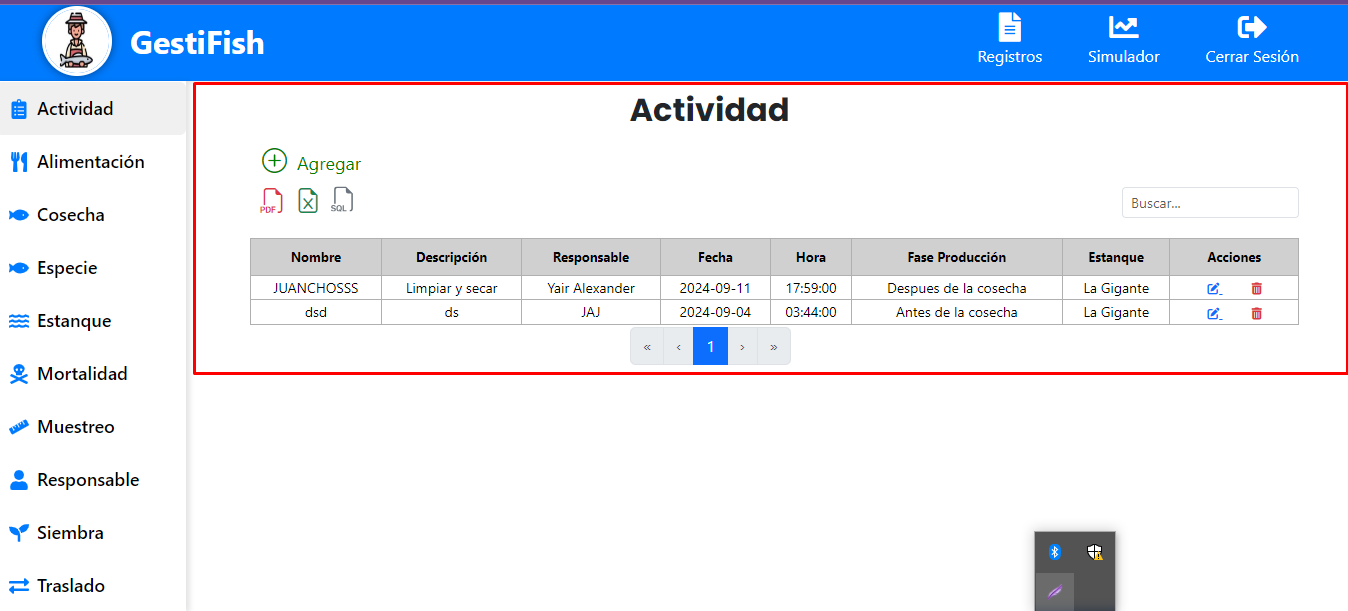 GestiFish
Registros
Simulador
Cerrar Sesión
Actividad
Alimentación
Cosecha
Especie
Estanque
Mortalidad
Muestreo
Responsable
Siembra
Traslado
Actividad
Agregar
PDF
X
SQL
Buscar...
Nombre Descripción Responsable Fecha Hora Fase Producción Estanque Acciones
JUANCHOSSS Limpiar y secar Yair Alexander 2024-09-11 17:59:00 Despues de la cosecha La Gigante
dsd ds JAJ 2024-09-04 03:44:00 Antes de la cosecha La Gigante
« ‹ 1 › »